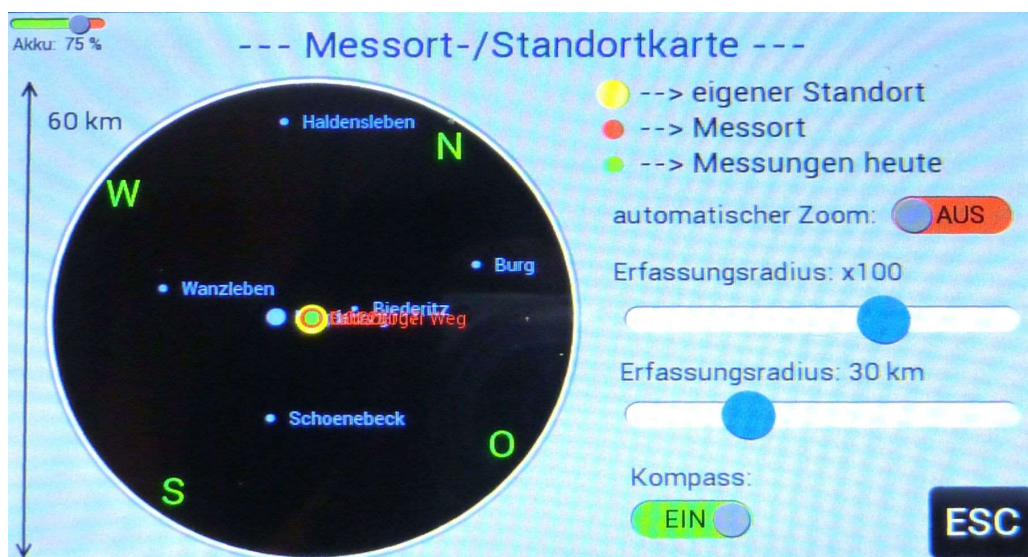 Akku: 75 %
--- Messort-/Standortkarte ---
60 km
--> eigener Standort
--> Messort
--> Messungen heute
automatischer Zoom: AUS
Erfassungsradius: x100
Erfassungsradius: 30 km
Kompass:
EIN
ESC
Haldensleben
N
W
Burg
Wanzleben
Biederitz
Weg
Schoenebeck
O
S